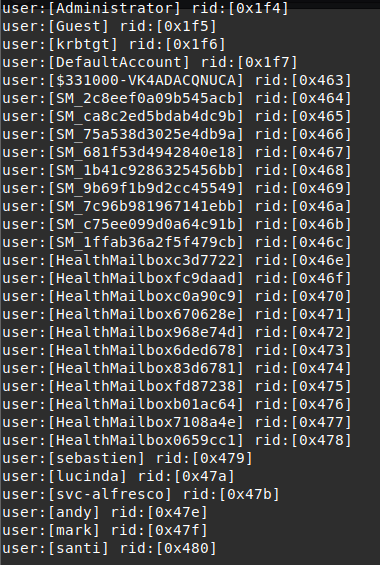 user:[Administrator] rid:[0x1f4]
user:[Guest] rid:[0x1f5]
user:[krbtgt] rid:[0x1f6]
user:[DefaultAccount] rid:[0x1f7]
user:[$331000-VK4ADACQNUCA] rid:[0x463]
user:[SM_2c8eef0a09b545acb] rid:[0x464]
user:[SM_ca8c2ed5bdab4dc9b] rid:[0x465]
user:[SM_75a538d3025e4db9a] rid:[0x466]
user:[SM_681f53d4942840e18] rid:[0x467]
user:[SM_1b41c9286325456bb] rid:[0x468]
user:[SM_9b69f1b9d2cc45549] rid:[0x469]
user:[SM_7c96b981967141ebb] rid:[0x46a]
user:[SM_c75ee099d0a64c91b] rid:[0x46b]
user:[SM_1ffab36a2f5f479cb] rid:[0x46c]
user:[HealthMailboxc3d7722] rid:[0x46e]
user:[HealthMailboxfc9daad] rid:[0x46f]
user:[HealthMailboxc0a90c9] rid:[0x470]
user:[HealthMailbox670628e] rid:[0x471]
user:[HealthMailbox968e74d] rid:[0x472]
user:[HealthMailbox6ded678] rid:[0x473]
user:[HealthMailbox83d6781] rid:[0x474]
user:[HealthMailboxfd87238] rid:[0x475]
user:[HealthMailboxb01ac64] rid:[0x476]
user:[HealthMailbox7108a4e] rid:[0x477]
user:[HealthMailbox0659cc1] rid:[0x478]
user:[sebastien] rid:[0x479]
user:[lucinda] rid:[0x47a]
user:[svc-alfresco] rid:[0x47b]
user:[andy] rid:[0x47e]
user:[mark] rid:[0x47f]
user:[santi] rid:[0x480]